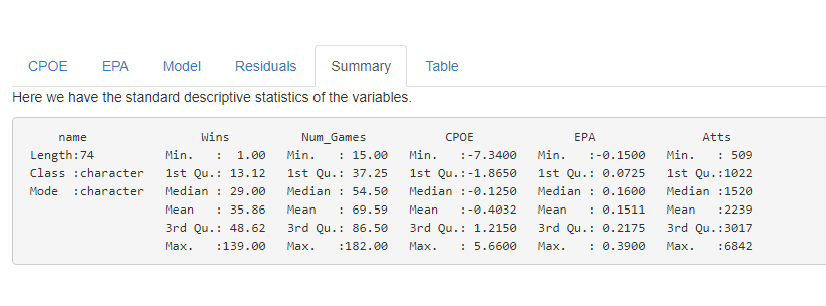 CPOE EPA Model Residuals Summary Table
Here we have the standard descriptive statistics of the variables.
name Wins Num_Games CPOE EPA Atts
Length:74 Min. : 1.00 Min. : 15.00 Min. :-7.3400 Min. :-0.1500 Min. : 509
Class :character 1st Qu.: 13.12 1st Qu.: 37.25 1st Qu.:-1.8650 1st Qu.: 0.0725 1st Qu.:1022
Mode :character Median : 29.00 Median : 54.50 Median :-0.1250 Median : 0.1600 Median :1520
Mean : 35.86 Mean : 69.59 Mean :-0.4032 Mean : 0.1511 Mean :2239
3rd Qu.: 48.62 3rd Qu.: 86.50 3rd Qu.: 1.2150 3rd Qu.: 0.2175 3rd Qu.:3017
Max. :139.00 Max. :182.00 Max. : 5.6600 Max. : 0.3900 Max. :6842